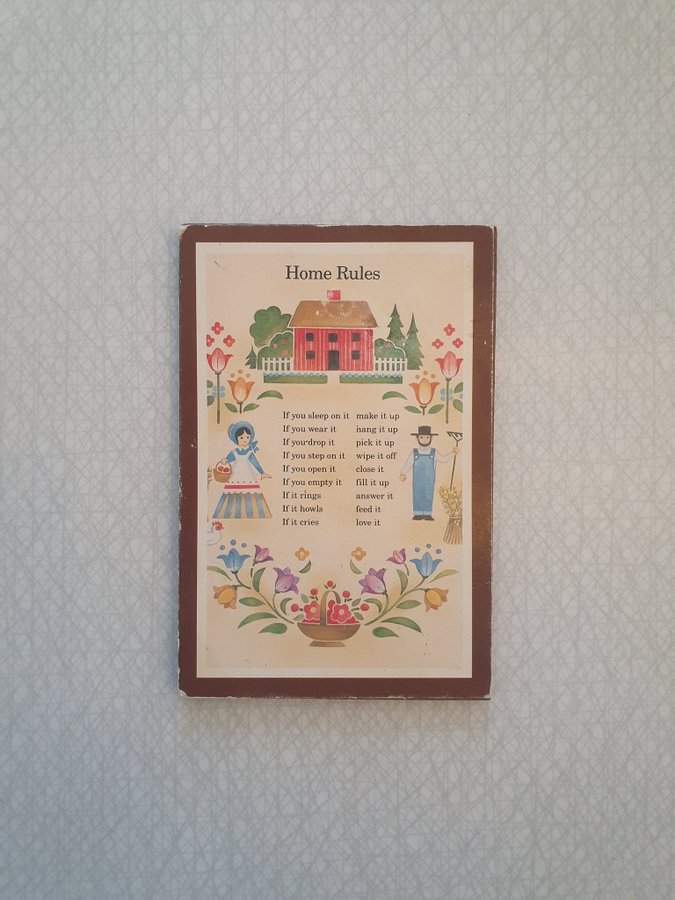 Home Rules
If you sleep on it make it up
If you wear it hang it up
If you drop it pick it up
If you step on it wipe it off
If you open it close it
If you empty it fill it up
If it rings answer it
If it howls feed it
If it cries love it